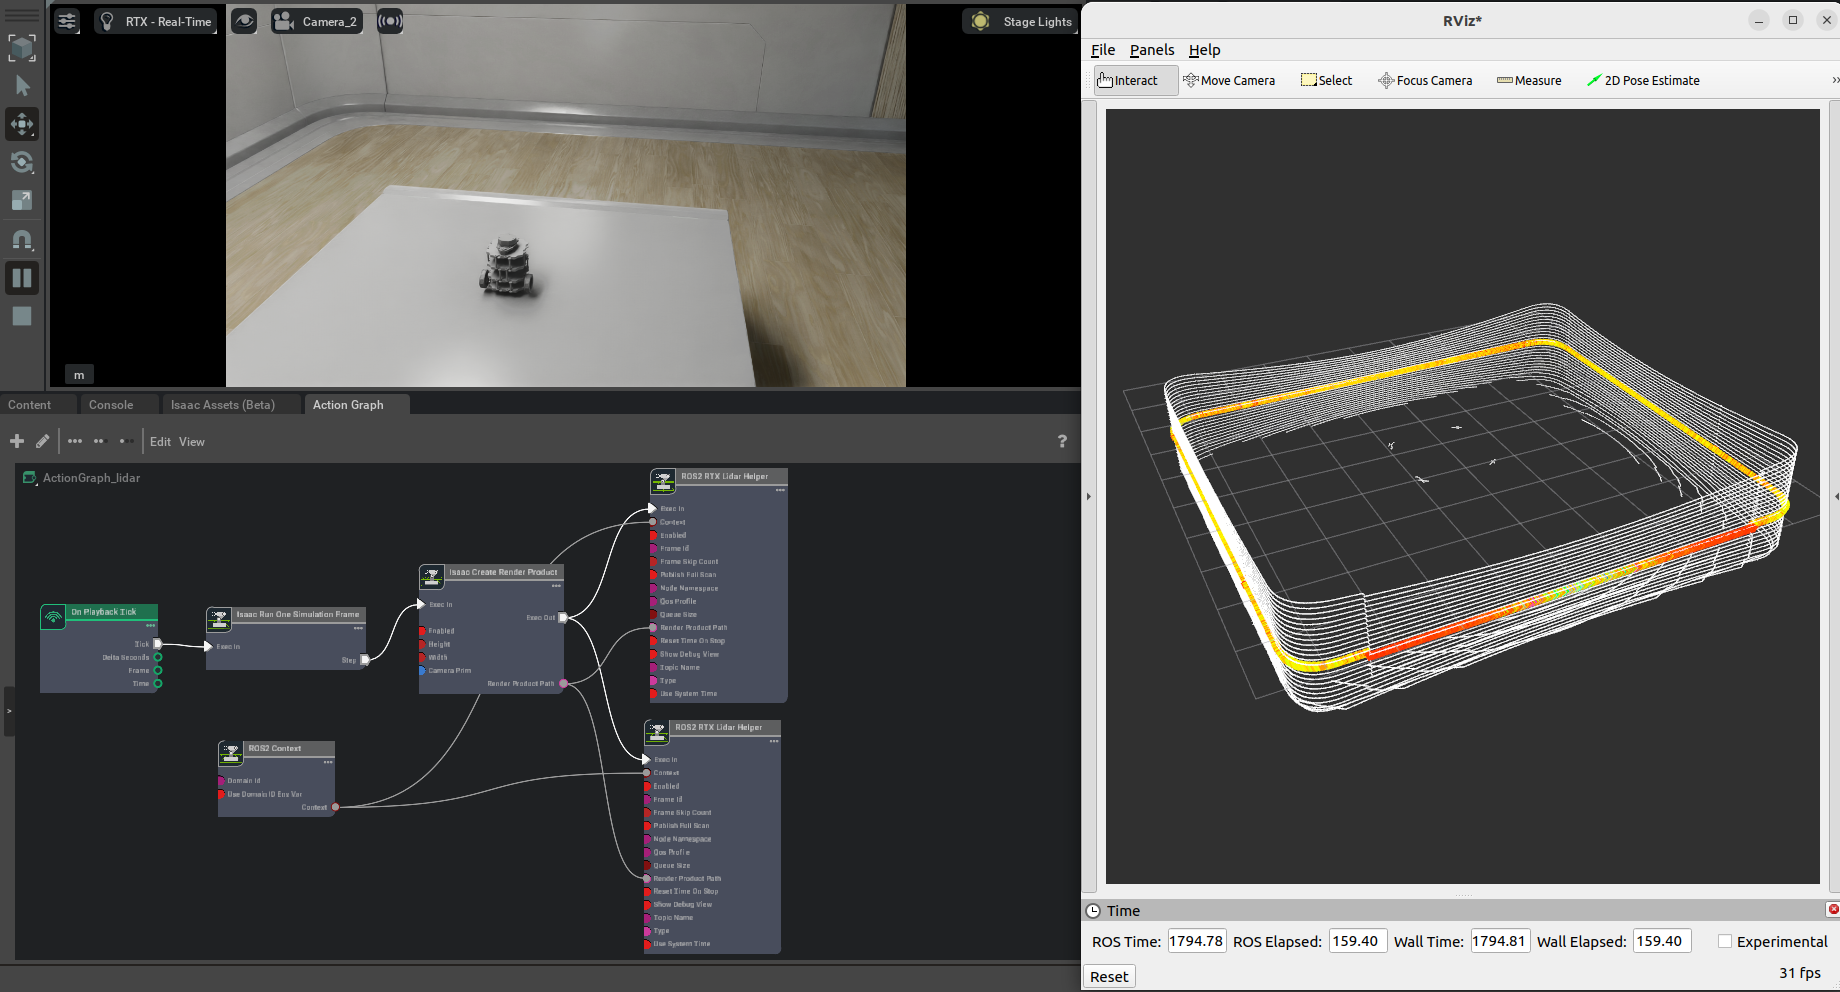 RTX - Real-Time
Camera_2
Stage Lights
m
Content
Console
Isaac Assets (Beta)
Action Graph
Edit
View
?
ActionGraph_lidar
On Playback Tick
Tick
Delta Seconds
Frame
Time
Isaac Run One Simulation Frame
Exec In
Step
Isaac Create Render Product
Exec In
Exec Out
Enabled
Height
Width
Camera Prim
Render Product Path
ROS2 Context
Domain Id
Use Domain ID Env Var
Context
ROS2 RTX Lidar Helper
Exec In
Context
Enabled
Frame Id
Frame Skip Count
Publish Full Scan
Node Namespace
Qos Profile
Queue Size
Render Product Path
Reset Time On Stop
Show Debug View
Topic Name
Type
Use System Time
ROS2 RTX Lidar Helper
Exec In
Context
Enabled
Frame Id
Frame Skip Count
Publish Full Scan
Node Namespace
Qos Profile
Queue Size
Render Product Path
Reset Time On Stop
Show Debug View
Topic Name
Type
Use System Time
RViz*
File Panels Help
Interact Move Camera Select Focus Camera Measure 2D Pose Estimate
Time
ROS Time: 1794.78 ROS Elapsed: 159.40 Wall Time: 1794.81 Wall Elapsed: 159.40 Experimental
Reset
31 fps